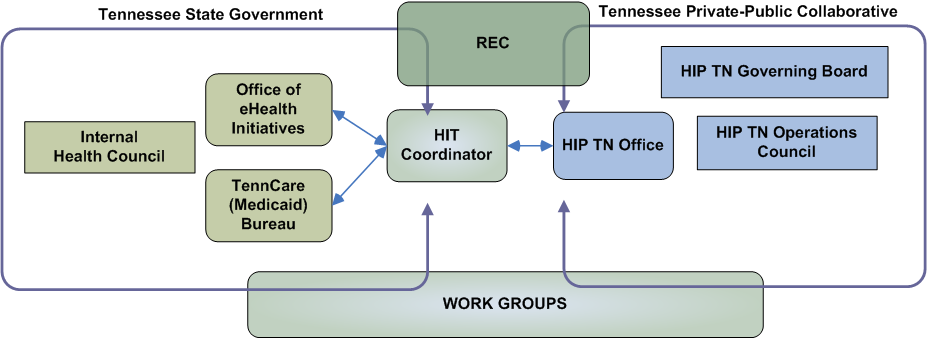 Tennessee State Government
Tennessee Private-Public Collaborative
REC
HIP TN Governing Board
Office of
eHealth
Initiatives
Internal
Health Council
HIT
Coordinator
HIP TN Office
HIP TN Operations
Council
TennCare
(Medicaid)
Bureau
WORK GROUPS